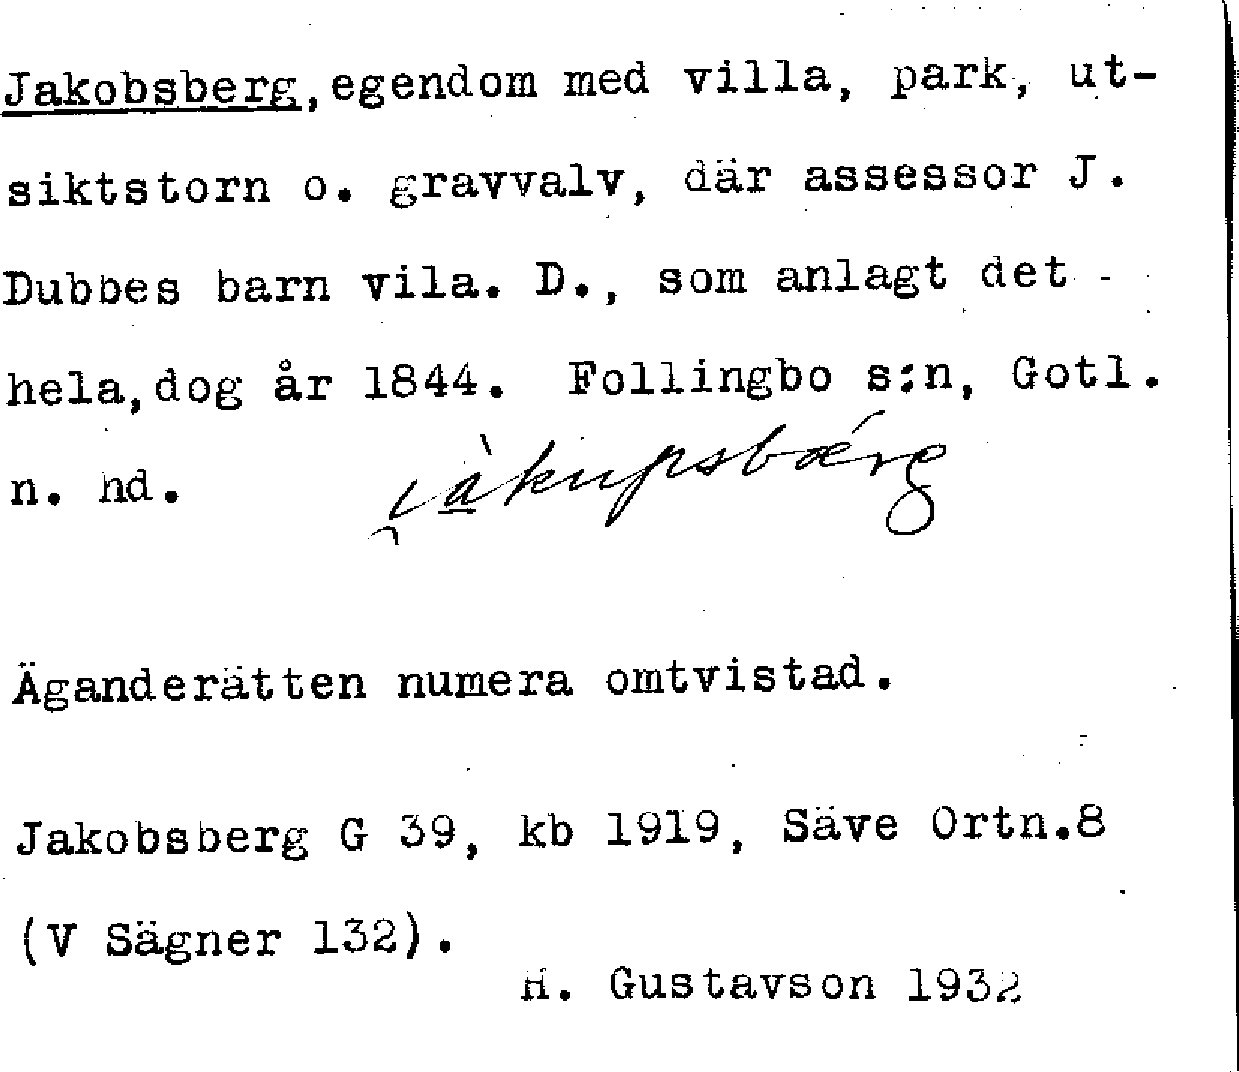 Jakobsberg, egendom med villa, park, ut-
siktstorn o. gravvalv, där assessor J.
Dubbes barn vila. D., som anlagt det
hela, dog år 1844. Follingbo s:n, Gotl.
n. hd.
Äganderätten numera omtvistad.
Jakobsberg G 39, kb 1919, Säve Ortn.8
(V Sägner 132).
H. Gustavson 1932